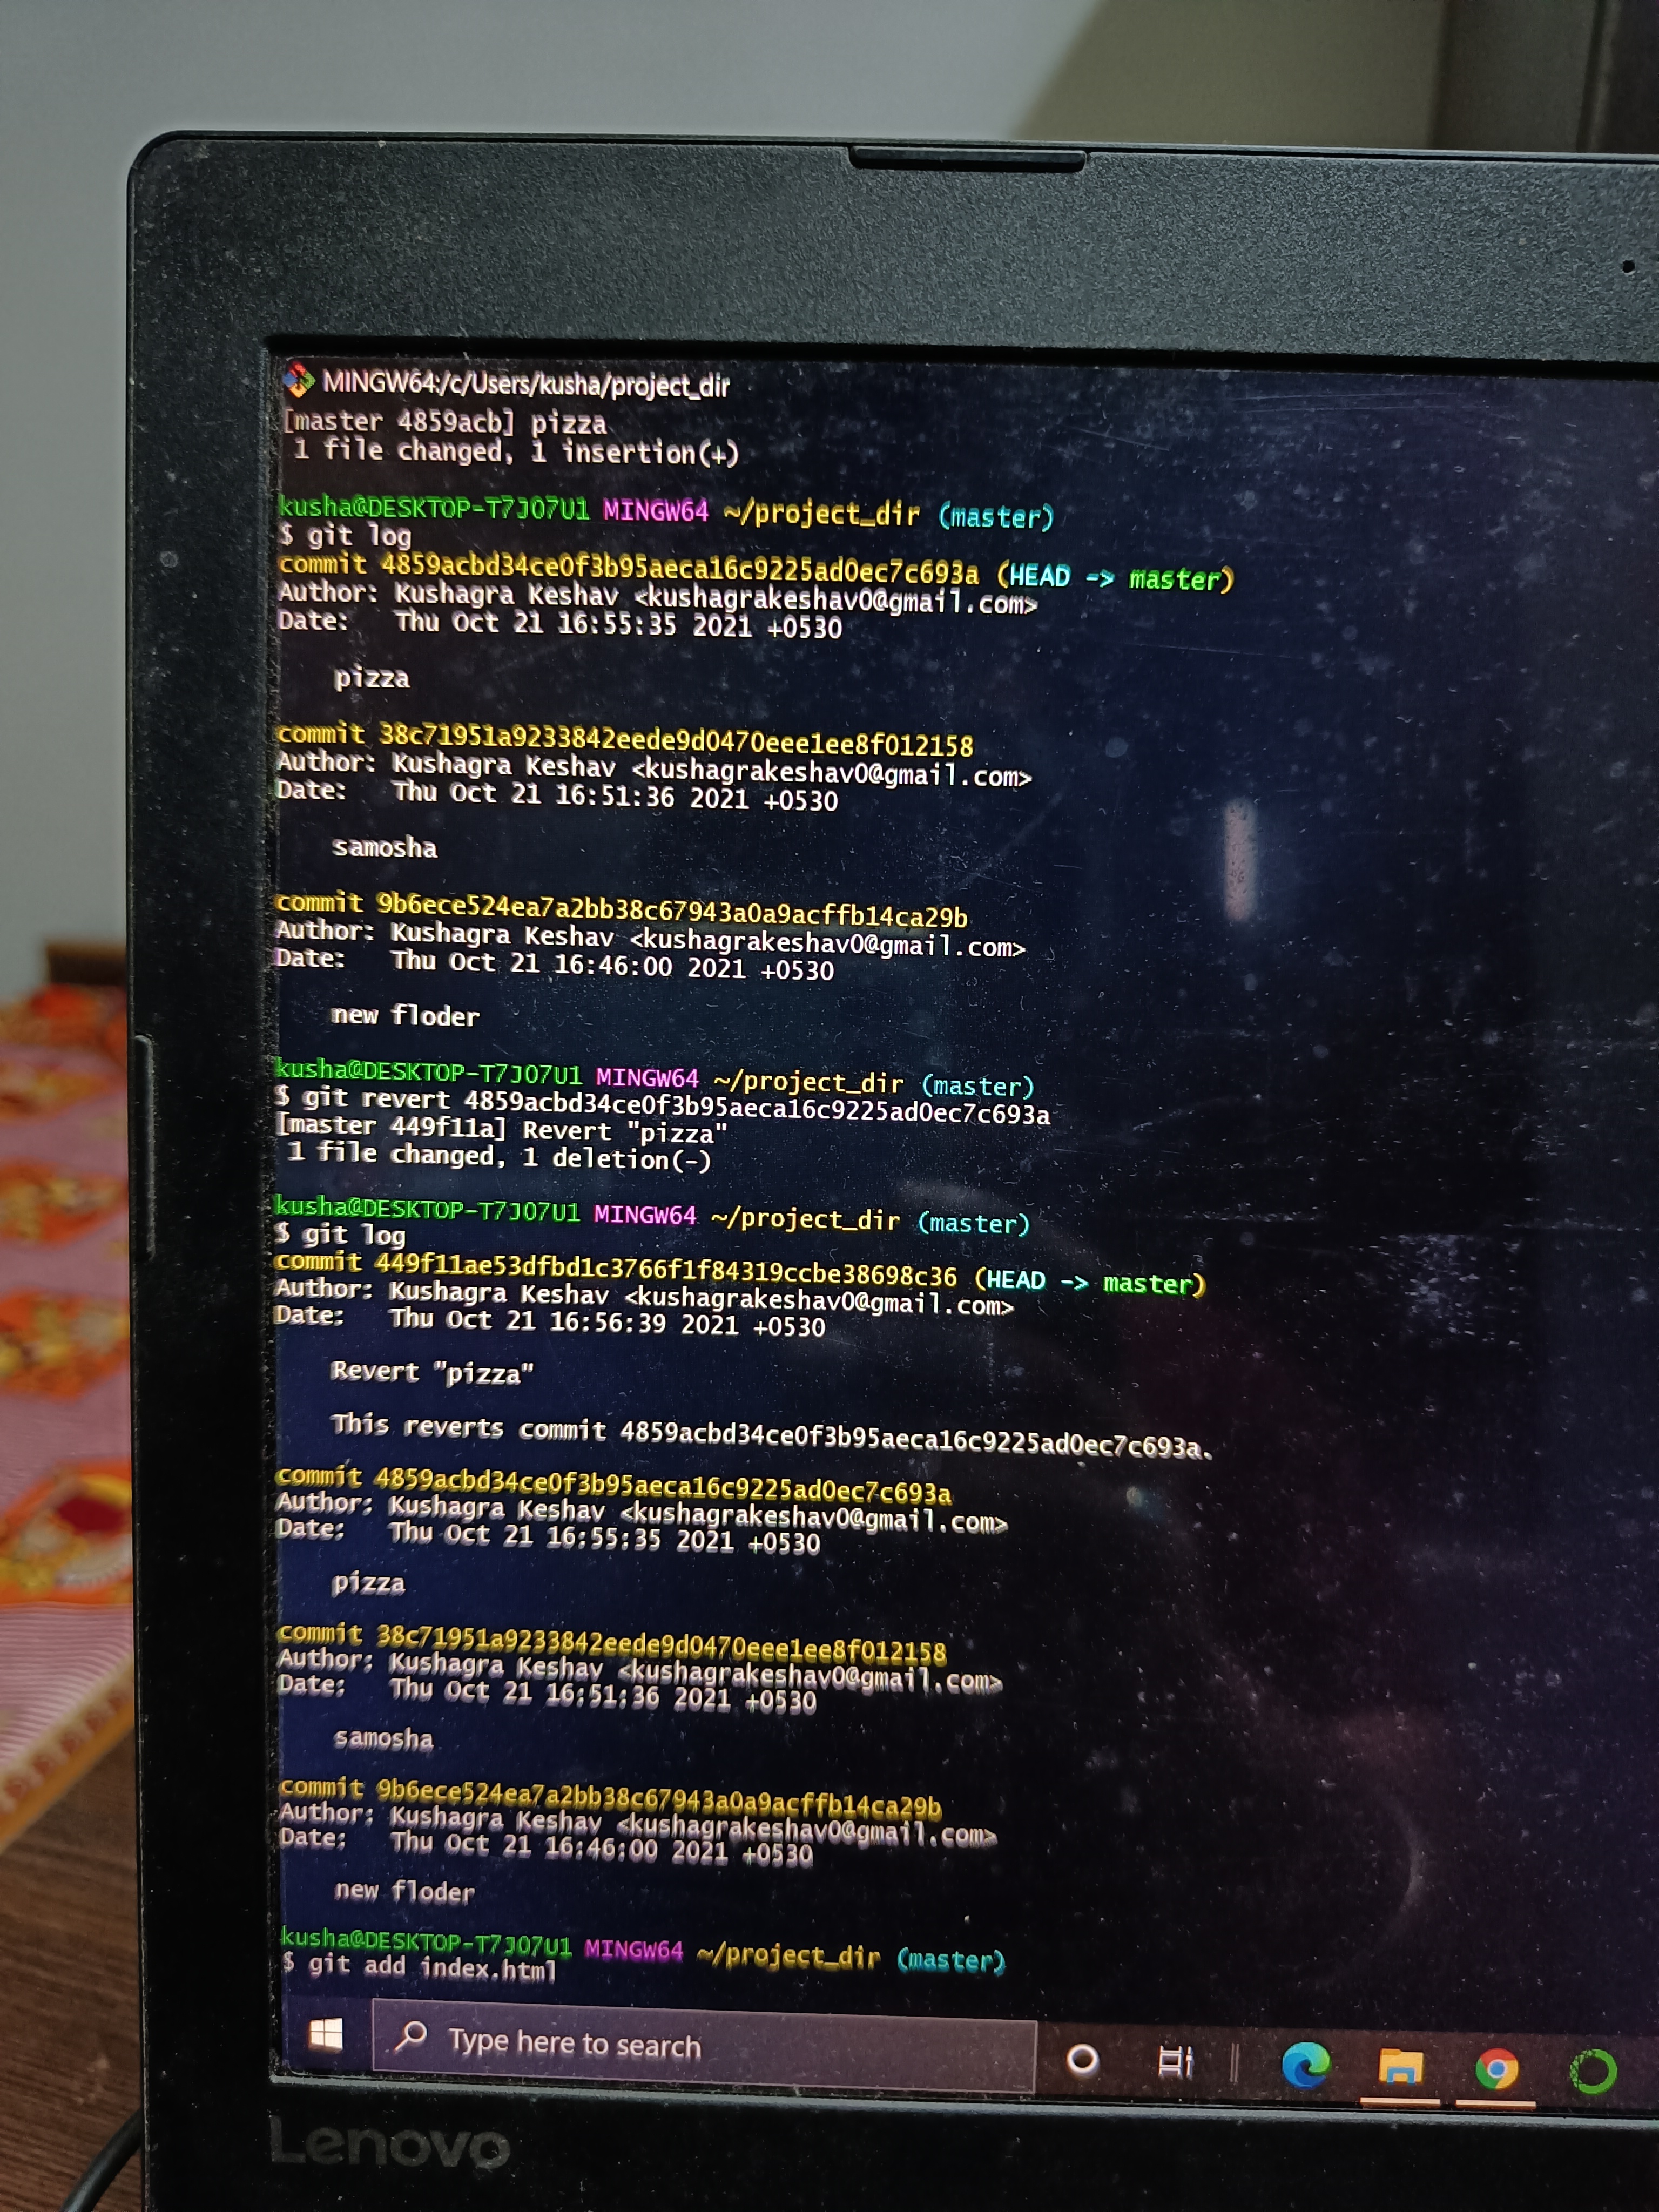 MINGW64:/c/Users/kusha/project_dir
[master 4859acb] pizza
1 file changed, 1 insertion(+)
kusha@DESKTOP-T7J07U1 MINGW64 ~/project_dir (master)
$ git log
commit 4859acbd34ce0f3b95aeca16c9225ad0ec7c693a (HEAD -> master)
Author: Kushagra Keshav <kushagrakeshav0@gmail.com>
Date:   Thu Oct 21 16:55:35 2021 +0530
pizza
commit 38c71951a9233842eede9d0470eee1ee8f012158
Author: Kushagra Keshav <kushagrakeshav0@gmail.com>
Date:   Thu Oct 21 16:51:36 2021 +0530
samosha
commit 9b6ece524ea7a2bb38c67943a0a9acffb14ca29b
Author: Kushagra Keshav <kushagrakeshav0@gmail.com>
Date:   Thu Oct 21 16:46:00 2021 +0530
new floder
kusha@DESKTOP-T7J07U1 MINGW64 ~/project_dir (master)
$ git revert 4859acbd34ce0f3b95aeca16c9225ad0ec7c693a
[master 449f11a] Revert "pizza"
1 file changed, 1 deletion(-)
kusha@DESKTOP-T7J07U1 MINGW64 ~/project_dir (master)
$ git log
commit 449f11ae53dfbd1c3766f1f84319ccbe38698c36 (HEAD -> master)
Author: Kushagra Keshav <kushagrakeshav0@gmail.com>
Date:   Thu Oct 21 16:56:39 2021 +0530
Revert "pizza"
This reverts commit 4859acbd34ce0f3b95aeca16c9225ad0ec7c693a.
commit 4859acbd34ce0f3b95aeca16c9225ad0ec7c693a
Author: Kushagra Keshav <kushagrakeshav0@gmail.com>
Date:   Thu Oct 21 16:55:35 2021 +0530
pizza
commit 38c71951a9233842eede9d0470eee1ee8f012158
Author: Kushagra Keshav <kushagrakeshav0@gmail.com>
Date:   Thu Oct 21 16:51:36 2021 +0530
samosha
commit 9b6ece524ea7a2bb38c67943a0a9acffb14ca29b
Author: Kushagra Keshav <kushagrakeshav0@gmail.com>
Date:   Thu Oct 21 16:46:00 2021 +0530
new floder
kusha@DESKTOP-T7J07U1 MINGW64 ~/project_dir (master)
$ git add index.html
Type here to search
Lenovo